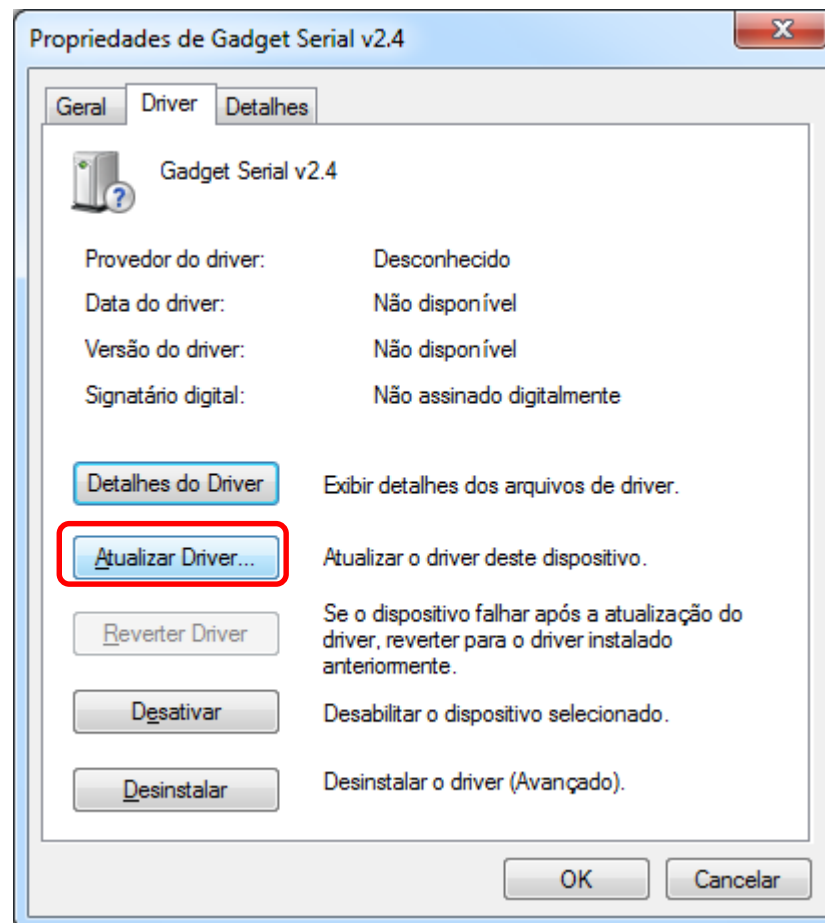 Propriedades de Gadget Serial v2.4
Geral Driver Detalhes
Gadget Serial v2.4
Provedor do driver: Desconhecido
Data do driver: Não disponível
Versão do driver: Não disponível
Signatário digital: Não assinado digitalmente
Detalhes do Driver Exibir detalhes dos arquivos de driver.
Atualizar Driver... Atualizar o driver deste dispositivo.
Reverter Driver Se o dispositivo falhar após a atualização do
driver, reverter para o driver instalado
anteriormente.
Desativar Desabilitar o dispositivo selecionado.
Desinstalar Desinstalar o driver (Avançado).
OK Cancelar